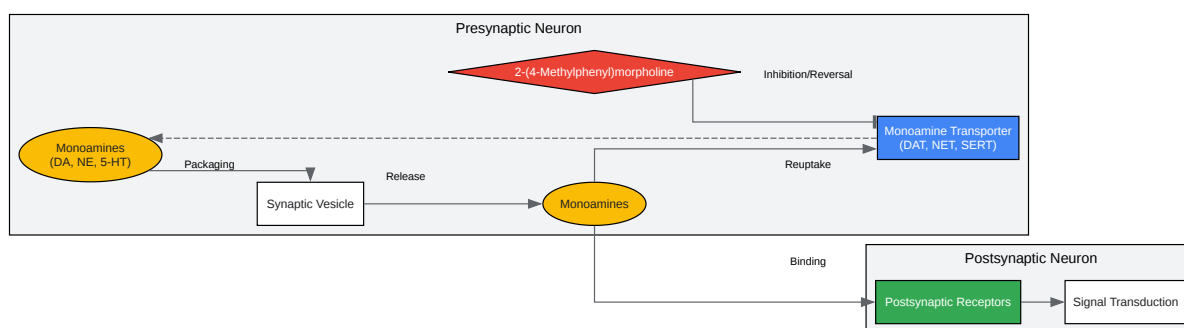 Presynaptic Neuron
2-(4-Methylphenyl)morpholine
Inhibition/Reversal
Monoamine Transporter
(DAT, NET, SERT)
Monoamines
(DA, NE, 5-HT)
Packaging
Reuptake
Release
Synaptic Vesicle
Monoamines
Postsynaptic Neuron
Binding
Postsynaptic Receptors
Signal Transduction